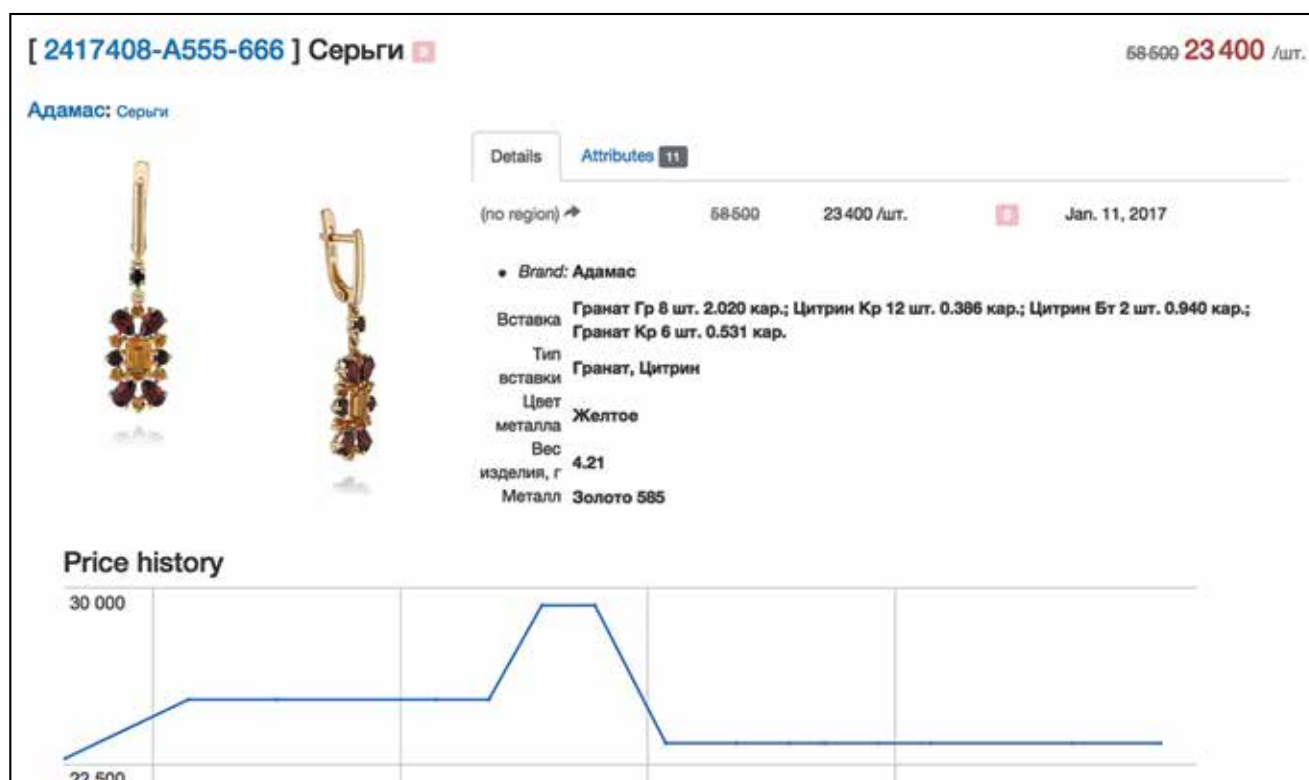 [ 2417408-A555-666 ] Серьги
58 500 23 400 /шт.
Адамас: Серьги
Details Attributes 11
(no region) 58 500 23 400 /шт. Jan. 11, 2017
• Brand: Адамас
Вставка Гранат Гр 8 шт. 2.020 кар.; Цитрин Кр 12 шт. 0.386 кар.; Цитрин Бт 2 шт. 0.940 кар.;
Гранат Кр 6 шт. 0.531 кар.
Тип
вставки Гранат, Цитрин
Цвет
металла Желтое
Вес
изделия, г 4.21
Металл Золото 585
Price history
30 000
22 500